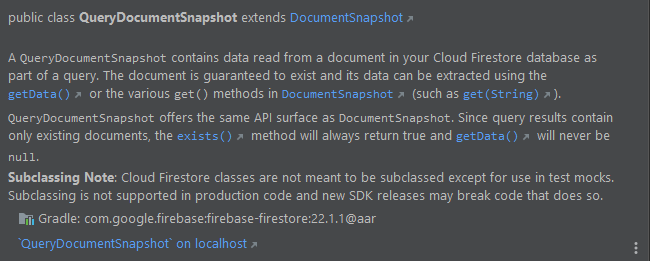 public class QueryDocumentSnapshot extends DocumentSnapshot
A QueryDocumentSnapshot contains data read from a document in your Cloud Firestore database as
part of a query. The document is guaranteed to exist and its data can be extracted using the
getData() or the various get() methods in DocumentSnapshot (such as get(String) ).
QueryDocumentSnapshot offers the same API surface as DocumentSnapshot. Since query results contain
only existing documents, the exists() method will always return true and getData() will never be
null.
Subclassing Note: Cloud Firestore classes are not meant to be subclassed except for use in test mocks.
Subclassing is not supported in production code and new SDK releases may break code that does so.
Gradle: com.google.firebase:firebase-firestore:22.1.1@aar
`QueryDocumentSnapshot` on localhost